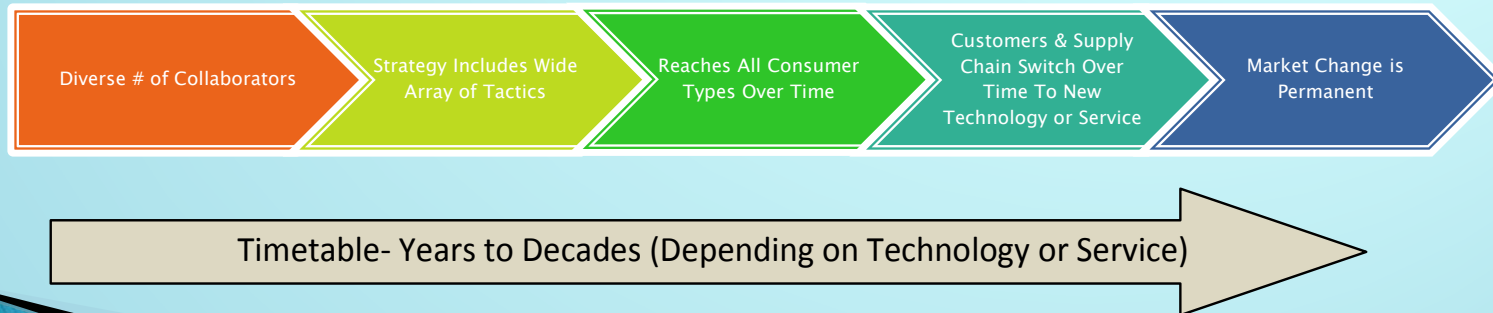 Diverse # of Collaborators
Strategy Includes Wide
Array of Tactics
Reaches All Consumer
Types Over Time
Customers & Supply
Chain Switch Over
Time To New
Technology or Service
Market Change is
Permanent
Timetable- Years to Decades (Depending on Technology or Service)